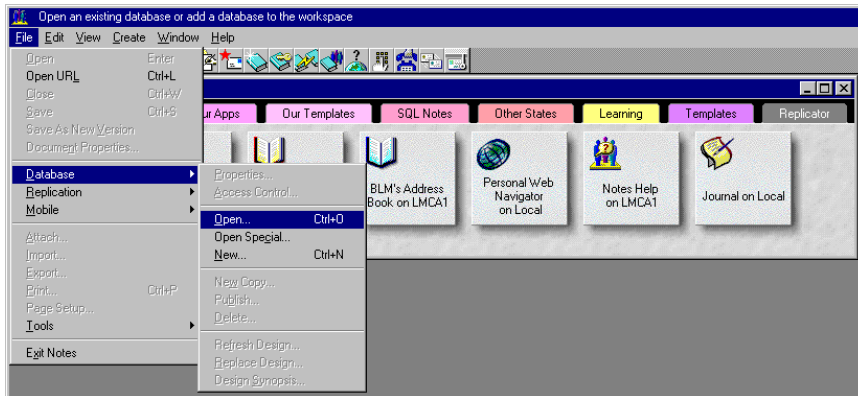 Open an existing database or add a database to the workspace
File Edit View Create Window Help
Open Enter
Open URL Ctrl+L
Close Ctrl+W
Save Ctrl+S
Save As New Version
Document Properties...
Database
Replication
Mobile
Attach...
Import...
Export...
Print... Ctrl+P
Page Setup...
Tools
Exit Notes
Properties...
Access Control...
Open... Ctrl+O
Open Special...
New... Ctrl+N
New Copy...
Publish...
Delete...
Refresh Design...
Replace Design...
Design Synopsis...
ur Apps Our Templates SQL Notes Other States Learning Templates Replicator
BLM's Address
Book on LMCA1
Personal Web
Navigator
on Local
Notes Help
on LMCA1
Journal on Local